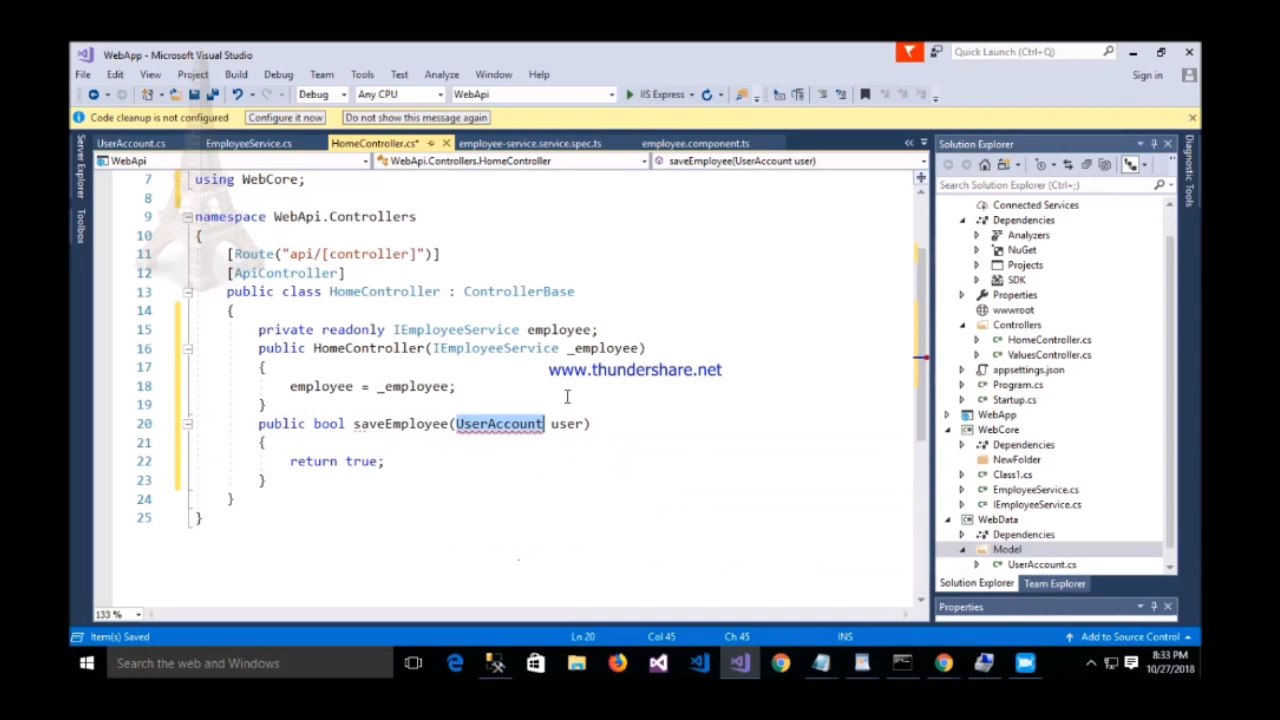 WebApp - Microsoft Visual Studio
Quick Launch (Ctrl+Q)
File Edit View Project Build Debug Team Tools Test Analyze Window Help
Sign in
Debug Any CPU WebApi IIS Express
Code cleanup is not configured Configure it now Do not show this message again
Server Explorer
Toolbox
UserAccount.cs EmployeeService.cs HomeController.cs* employee-service.service.spec.ts employee.component.ts
WebApi WebApi.Controllers.HomeController saveEmployee(UserAccount user)
7 using WebCore;
8
9 namespace WebApi.Controllers
10 {
11 [Route("api/[controller]")]
12 [ApiController]
13 public class HomeController : ControllerBase
14 {
15 private readonly IEmployeeService employee;
16 public HomeController(IEmployeeService _employee)
17 {
www.thundershare.net
18 employee = _employee;
19 }
20 public bool saveEmployee(UserAccount user)
21 {
22 return true;
23 }
24 }
25 }
133 %
Solution Explorer
Search Solution Explorer (Ctrl+;)
Connected Services
Dependencies
Analyzers
NuGet
Projects
SDK
Properties
wwwroot
Controllers
C# HomeController.cs
C# ValuesController.cs
appsettings.json
C# Program.cs
C# Startup.cs
WebApp
WebCore
Dependencies
NewFolder
C# Class1.cs
C# EmployeeService.cs
C# IEmployeeService.cs
WebData
Dependencies
Model
C# UserAccount.cs
Solution Explorer Team Explorer
Properties
Diagnostic Tools
Item(s) Saved Ln 20 Col 45 Ch 45 INS Add to Source Control
Search the web and Windows
8:33 PM
10/27/2018